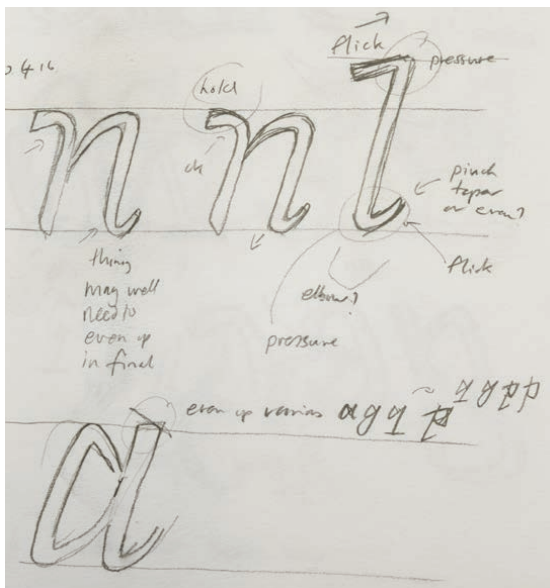 flick
pressure
hold
n n l
ok
pinch
taper
or even?
flick
thing
may well
need to
even up
in final
elbow?
pressure
even up
a g q p q g p p
a